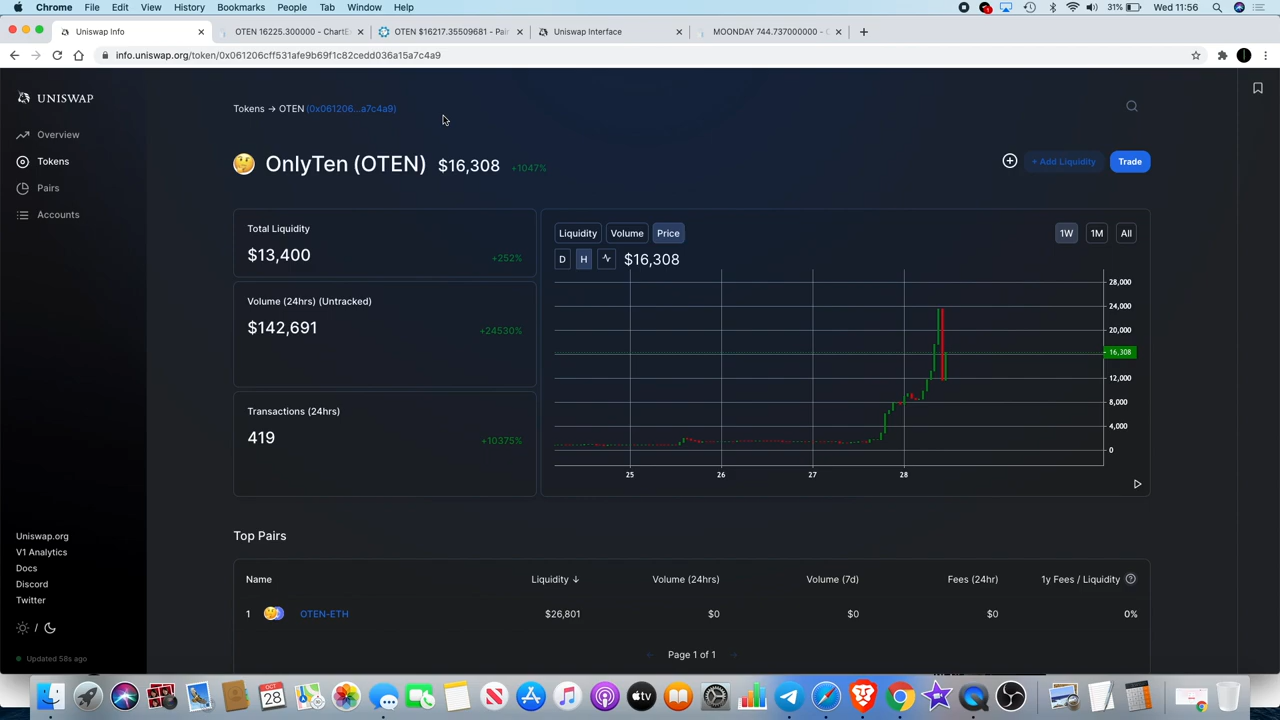 Chrome File Edit View History Bookmarks People Tab Window Help
31% Wed 11:56
Uniswap Info
OTEN 16225.300000 - ChartEx
OTEN $16217.35509681 - Pair
Uniswap Interface
MOONDAY 744.737000000 - C
info.uniswap.org/token/0x061206cff531afe9b69f1c82cedd036a15a7c4a9
UNISWAP
Overview
Tokens
Pairs
Accounts
Tokens → OTEN (0x061206...a7c4a9)
OnlyTen (OTEN) $16,308 +1047%
+ Add Liquidity
Trade
Total Liquidity
$13,400
+252%
Volume (24hrs) (Untracked)
$142,691
+24530%
Transactions (24hrs)
419
+10375%
Liquidity Volume Price
1W 1M All
D H $16,308
28,000
24,000
20,000
16,308
12,000
8,000
4,000
0
25 26 27 28
Top Pairs
Name Liquidity ↓ Volume (24hrs) Volume (7d) Fees (24hr) 1y Fees / Liquidity ?
1 OTEN-ETH $26,801 $0 $0 $0 0%
← Page 1 of 1 →
Uniswap.org
V1 Analytics
Docs
Discord
Twitter
/
Updated 58s ago
OCT
28
tv